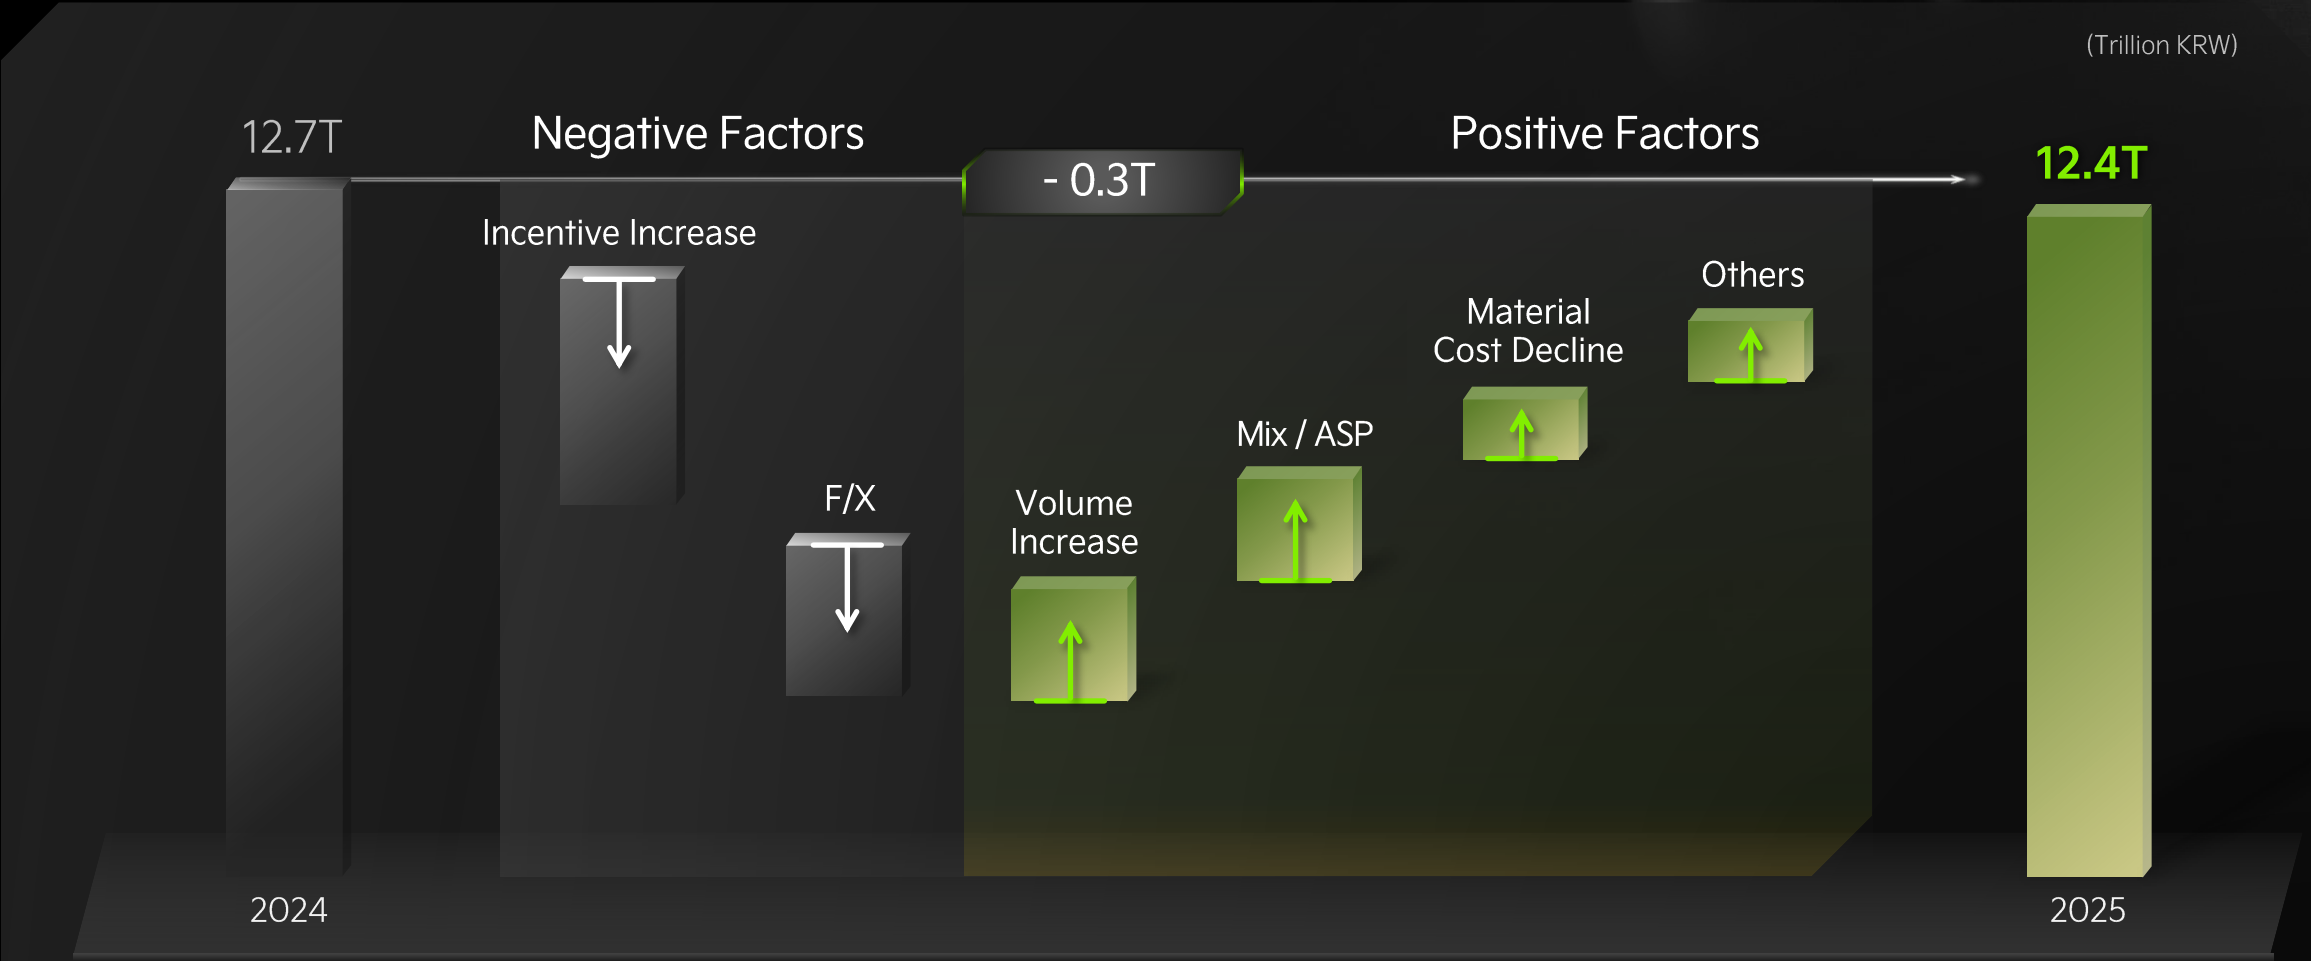 (Trillion KRW)
12.7T
Negative Factors
- 0.3T
Positive Factors
12.4T
Incentive Increase
F/X
Volume
Increase
Mix / ASP
Material
Cost Decline
Others
2024
2025